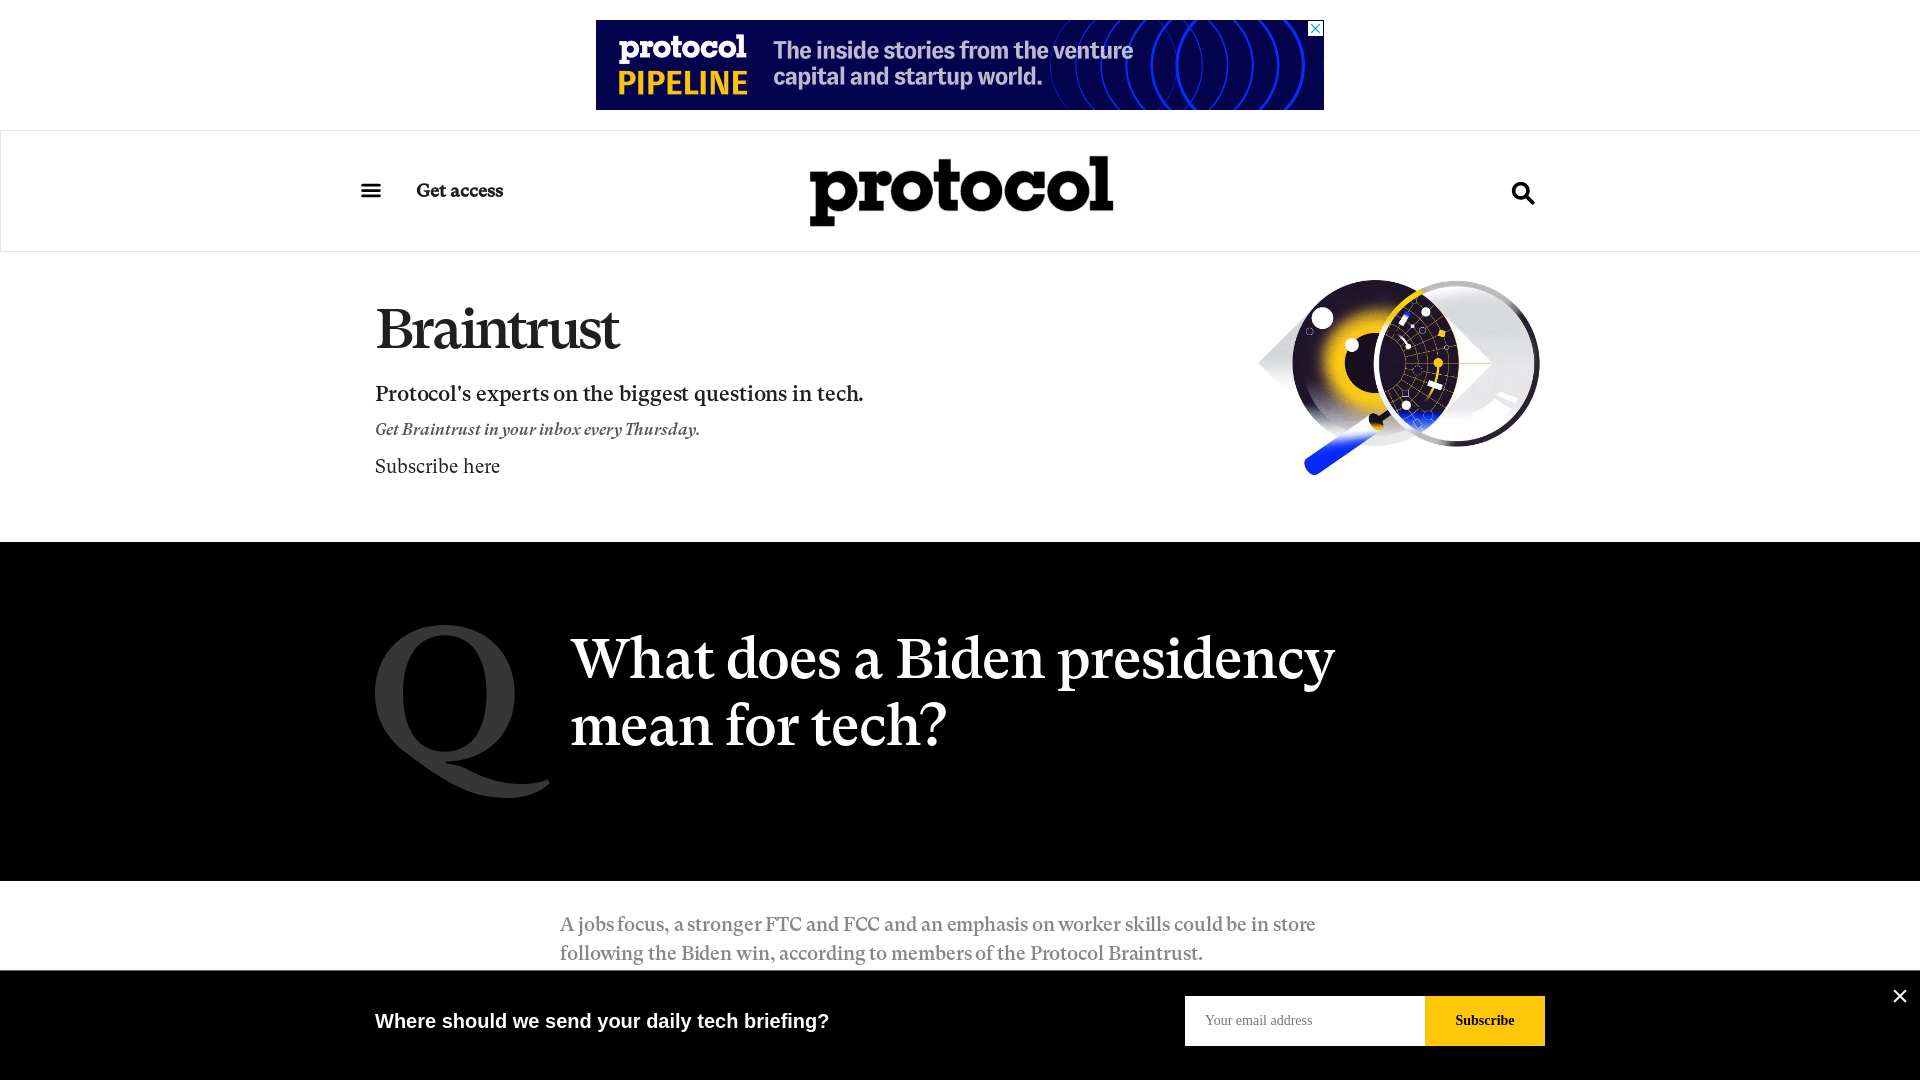 protocol
PIPELINE
The inside stories from the venture
capital and startup world.
Get access
protocol
Braintrust
Protocol's experts on the biggest questions in tech.
Get Braintrust in your inbox every Thursday.
Subscribe here
Q
What does a Biden presidency
mean for tech?
A jobs focus, a stronger FTC and FCC and an emphasis on worker skills could be in store
following the Biden win, according to members of the Protocol Braintrust.
Where should we send your daily tech briefing?
Your email address
Subscribe